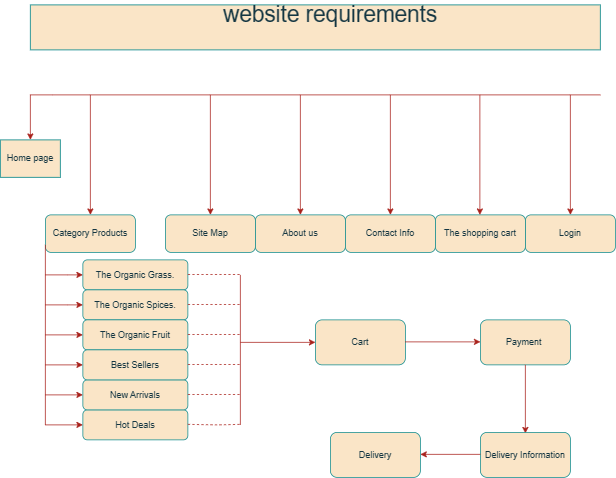 website requirements
Home page
Category Products
Site Map
About us
Contact Info
The shopping cart
Login
The Organic Grass.
The Organic Spices.
The Organic Fruit
Best Sellers
New Arrivals
Hot Deals
Cart
Payment
Delivery
Delivery Information